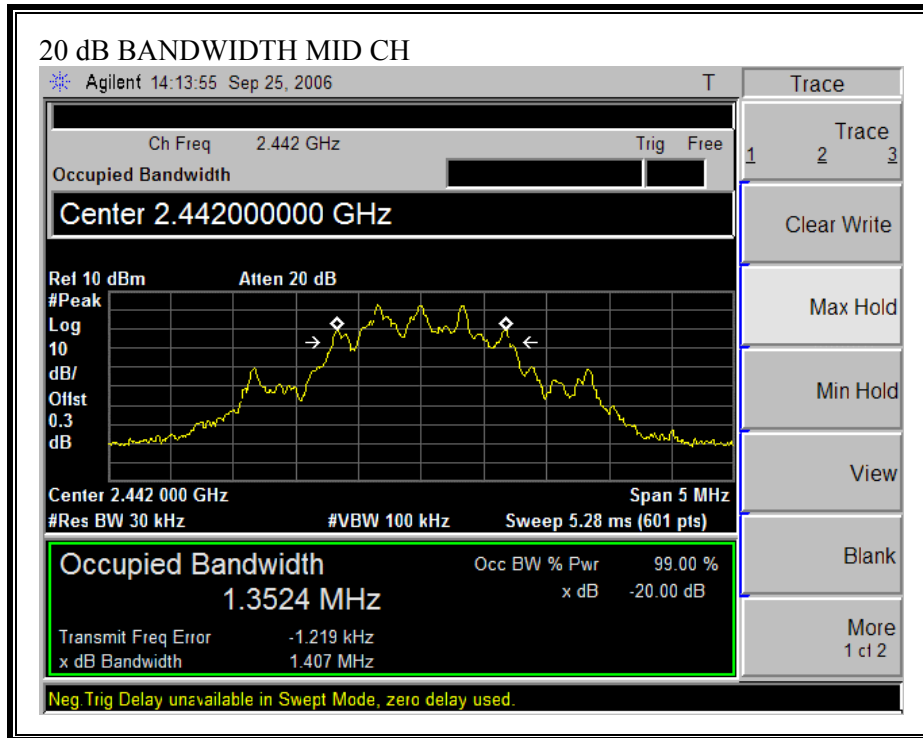 20 dB BANDWIDTH MID CH
Agilent 14:13:55 Sep 25, 2006 T
Trace
Ch Freq 2.442 GHz Trig Free
Occupied Bandwidth
Center 2.442000000 GHz
Ref 10 dBm Atten 20 dB
#Peak
Log
10
dB/
Offst
0.3
dB
Center 2.442 000 GHz Span 5 MHz
#Res BW 30 kHz #VBW 100 kHz Sweep 5.28 ms (601 pts)
Occupied Bandwidth Occ BW % Pwr 99.00 %
1.3524 MHz x dB -20.00 dB
Transmit Freq Error -1.219 kHz
x dB Bandwidth 1.407 MHz
Neg.Trig Delay unavailable in Swept Mode, zero delay used.
Trace
1 2 3
Clear Write
Max Hold
Min Hold
View
Blank
More
1 of 2